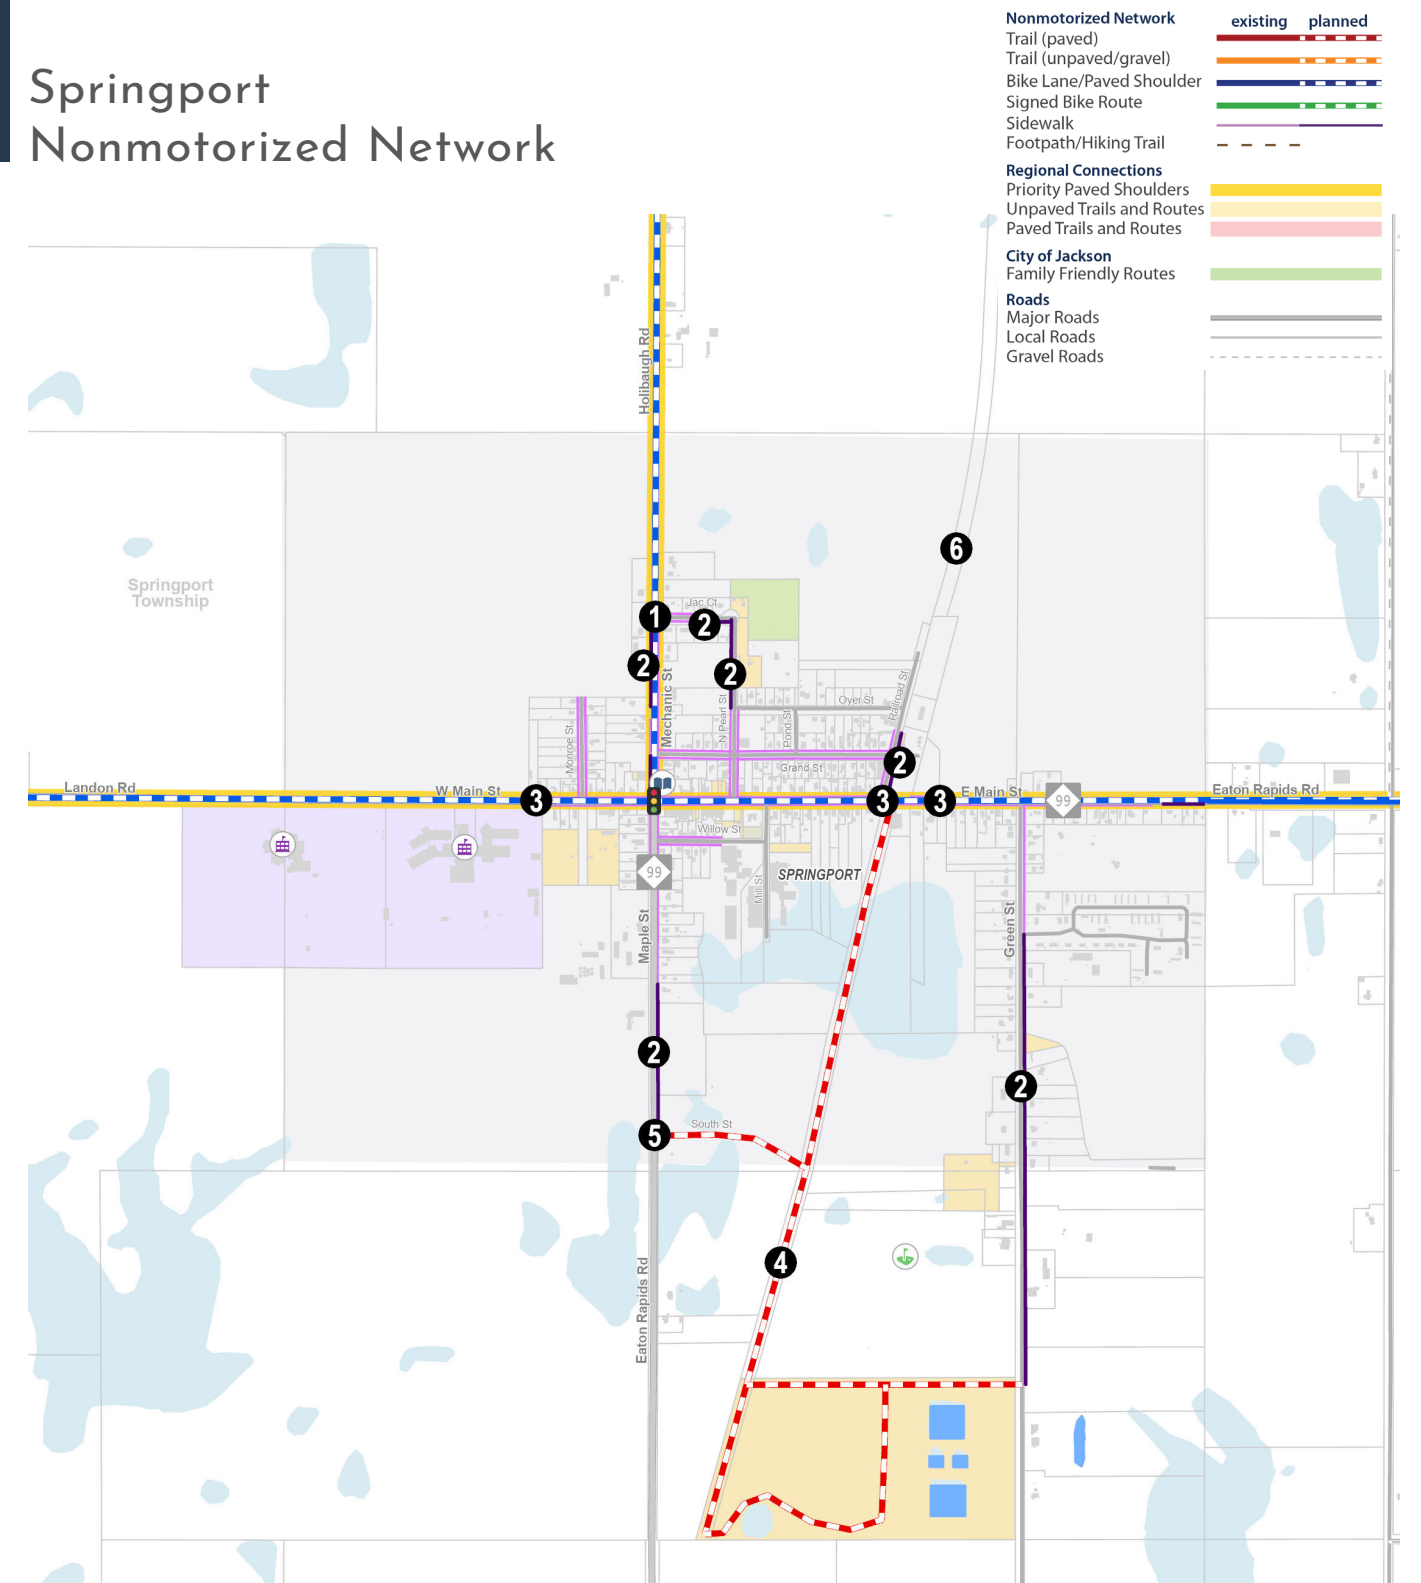 Springport
Nonmotorized Network
Nonmotorized Network existing planned
Trail (paved)
Trail (unpaved/gravel)
Bike Lane/Paved Shoulder
Signed Bike Route
Sidewalk
Footpath/Hiking Trail
Regional Connections
Priority Paved Shoulders
Unpaved Trails and Routes
Paved Trails and Routes
City of Jackson
Family Friendly Routes
Roads
Major Roads
Local Roads
Gravel Roads
Holibaugh Rd
6
Springport
Township
Jac Ct
1
2
2
2
Mechanic St
N Pearl St
Oyer St
Railroad St
Pond St
Monroe St
Grand St
2
Landon Rd
W Main St
3
3
3
E Main St
99
Eaton Rapids Rd
Willow St
99
SPRINGPORT
Mill St
Maple St
Green St
2
2
5
South St
4
Eaton Rapids Rd